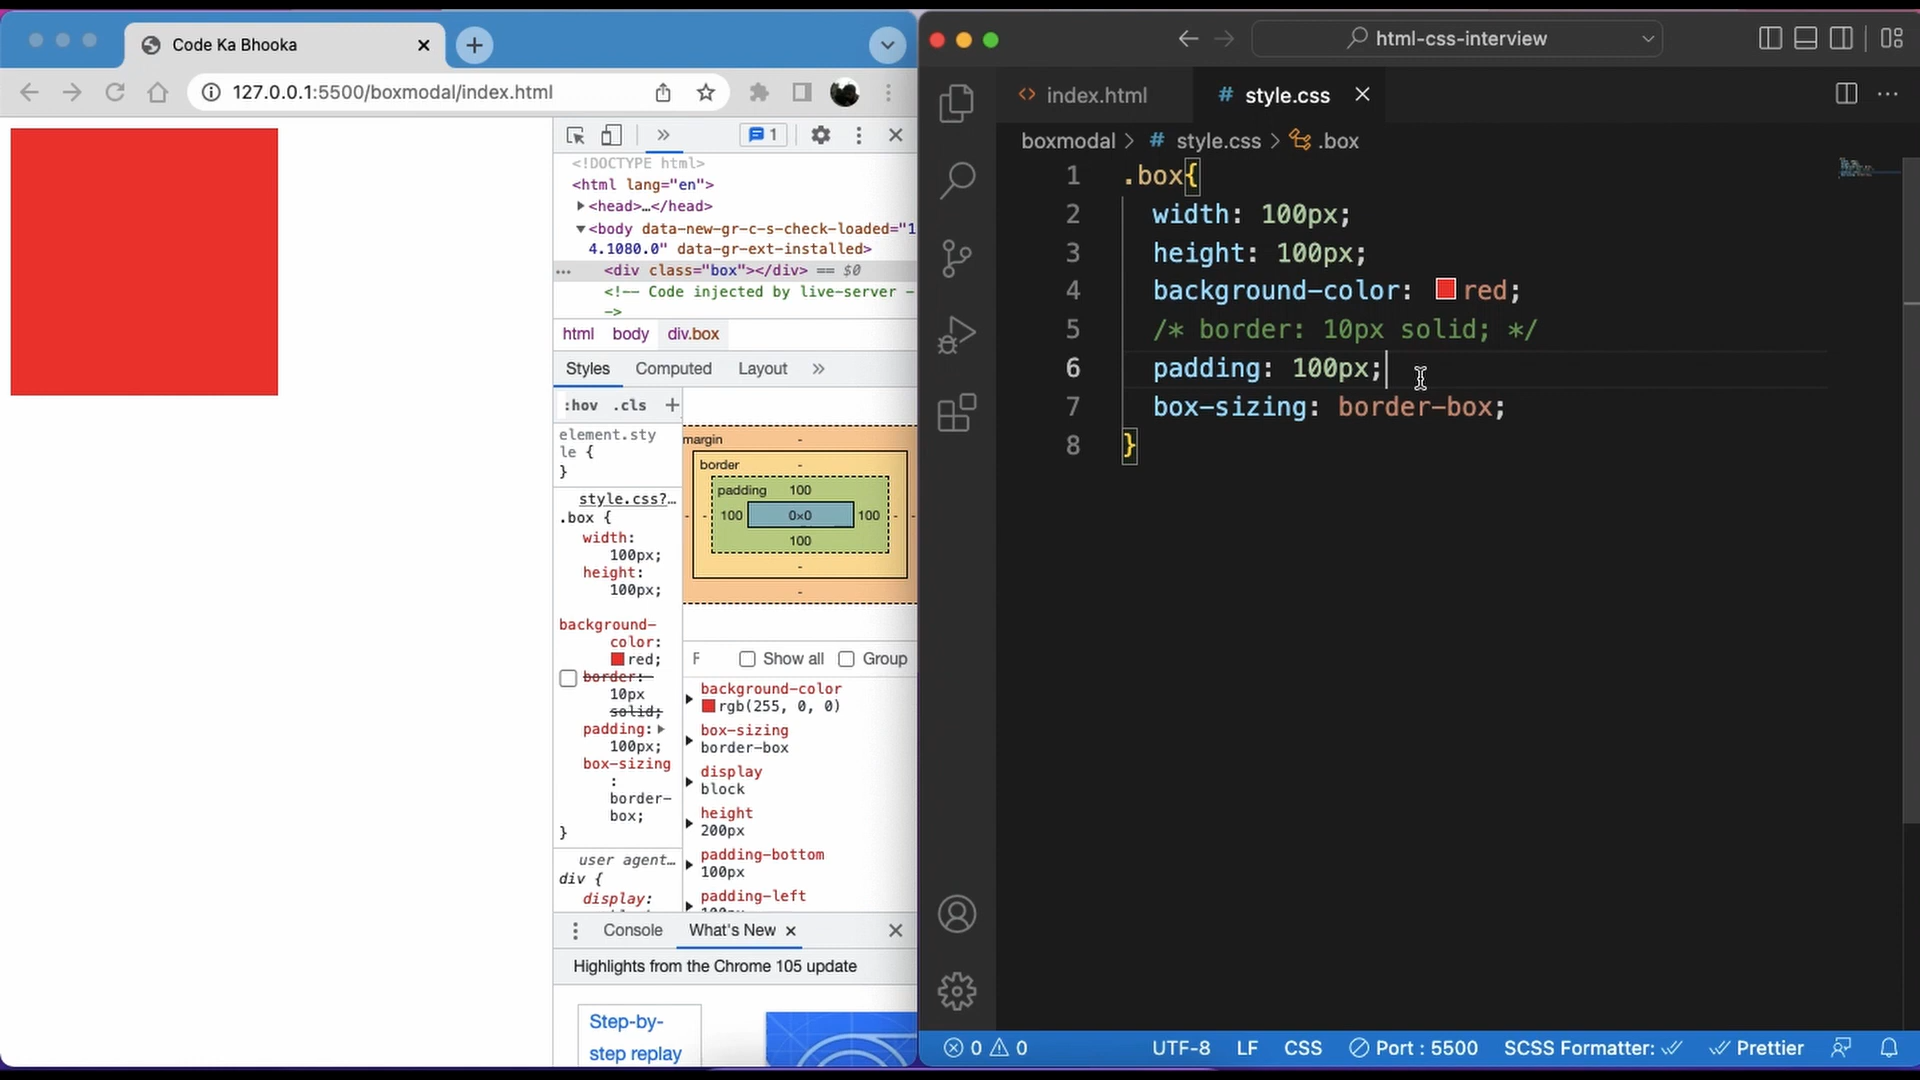 Code Ka Bhooka
127.0.0.1:5500/boxmodal/index.html
1
<!DOCTYPE html>
<html lang="en">
<head>…</head>
<body data-new-gr-c-s-check-loaded="1
4.1080.0" data-gr-ext-installed>
<div class="box"></div> == $0
<!-- Code injected by live-server -
->
html body div.box
Styles Computed Layout
:hov .cls
element.sty
le {
}
style.css?…
.box {
width:
100px;
height:
100px;
background-
color:
red;
border:
10px
solid;
padding:
100px;
box-sizing
:
border-
box;
}
user agent…
div {
display:
margin -
border -
padding 100
- - 100 0×0 100 - -
100
-
-
F Show all Group
background-color
rgb(255, 0, 0)
box-sizing
border-box
display
block
height
200px
padding-bottom
100px
padding-left
100px
Console What's New
Highlights from the Chrome 105 update
Step-by-
step replay
html-css-interview
index.html # style.css
boxmodal > # style.css > .box
1 .box{
2 width: 100px;
3 height: 100px;
4 background-color: red;
5 /* border: 10px solid; */
6 padding: 100px;
7 box-sizing: border-box;
8 }
0 0 UTF-8 LF CSS Port : 5500 SCSS Formatter: Prettier